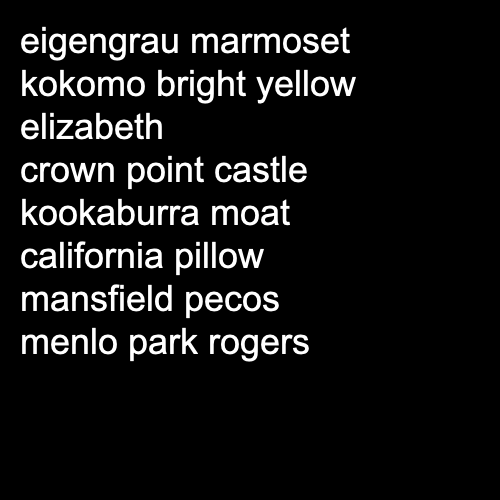 eigengrau marmoset
kokomo bright yellow
elizabeth
crown point castle
kookaburra moat
california pillow
mansfield pecos
menlo park rogers